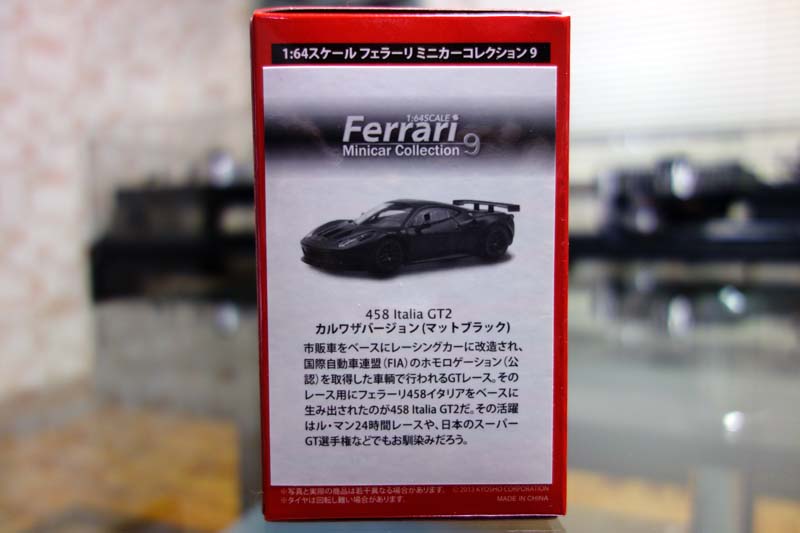 1:64スケール フェラーリ ミニカーコレクション 9
1:64SCALE
Ferrari
Minicar Collection 9
458 Italia GT2
カルワザバージョン(マットブラック)
市販車をベースにレーシングカーに改造され、
国際自動車連盟(FIA)のホモロゲーション(公
認)を取得した車輌で行われるGTレース。その
レース用にフェラーリ458イタリアをベースに
生み出されたのが458 Italia GT2だ。その活躍
はル・マン24時間レースや、日本のスーパー
GT選手権などでもお馴染みだろう。
※写真と実際の商品は若干異なる場合があります。 © 2013 KYOSHO CORPORATION
※タイヤは回転し難い場合があります。 MADE IN CHINA